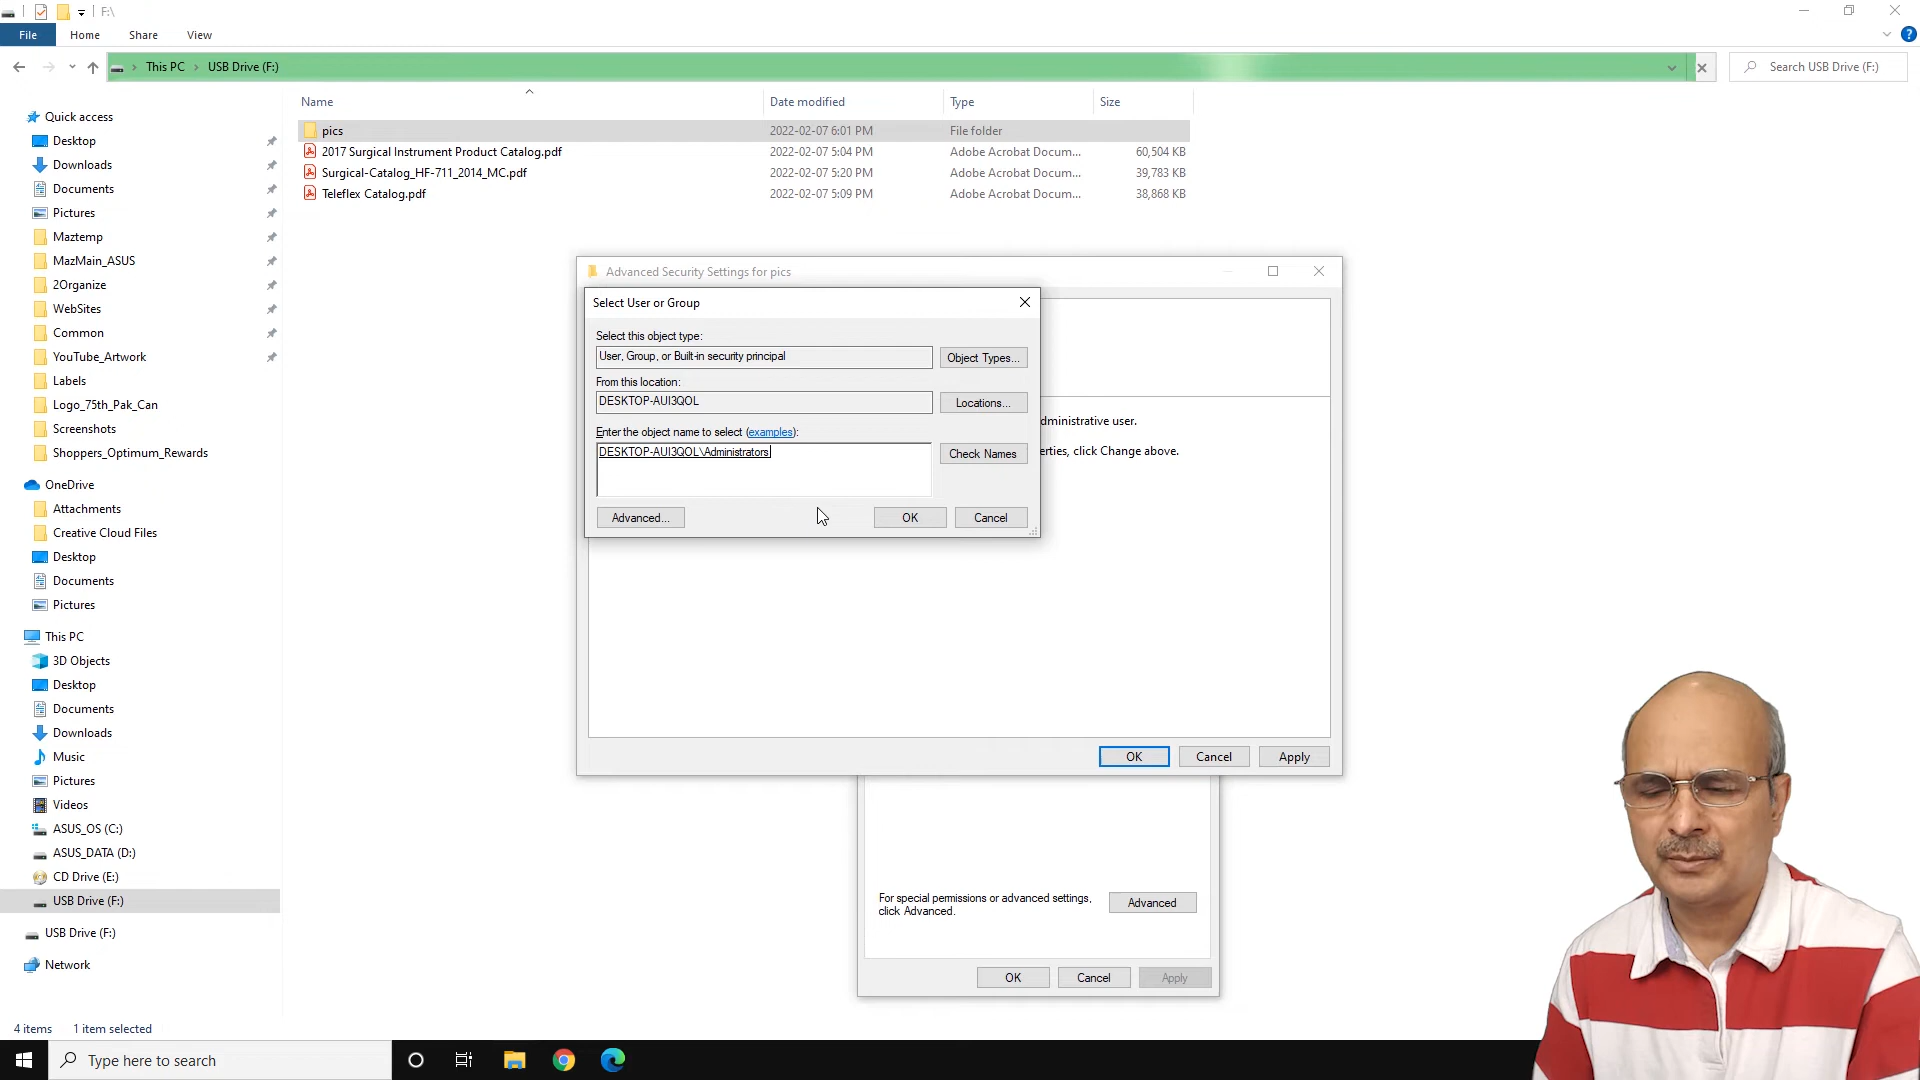 F:\
File
Home
Share
View
This PC
USB Drive (F:)
Search USB Drive (F:)
Name
Date modified
Type
Size
pics
2022-02-07 6:01 PM
File folder
2017 Surgical Instrument Product Catalog.pdf
2022-02-07 5:04 PM
Adobe Acrobat Docum...
60,504 KB
Surgical-Catalog_HF-711_2014_MC.pdf
2022-02-07 5:20 PM
Adobe Acrobat Docum...
39,783 KB
Teleflex Catalog.pdf
2022-02-07 5:09 PM
Adobe Acrobat Docum...
38,868 KB
Quick access
Desktop
Downloads
Documents
Pictures
Maztemp
MazMain_ASUS
2Organize
WebSites
Common
YouTube_Artwork
Labels
Logo_75th_Pak_Can
Screenshots
Shoppers_Optimum_Rewards
OneDrive
Attachments
Creative Cloud Files
Desktop
Documents
Pictures
This PC
3D Objects
Desktop
Documents
Downloads
Music
Pictures
Videos
ASUS_OS (C:)
ASUS_DATA (D:)
CD Drive (E:)
USB Drive (F:)
USB Drive (F:)
Network
4 items
1 item selected
Advanced Security Settings for pics
Select User or Group
Select this object type:
User, Group, or Built-in security principal
Object Types...
From this location:
DESKTOP-AUI3QOL
Locations...
Enter the object name to select (examples):
DESKTOP-AUI3QOL\Administrators
Check Names
Advanced...
OK
Cancel
dministrative user.
erties, click Change above.
OK
Cancel
Apply
For special permissions or advanced settings,
click Advanced.
Advanced
OK
Cancel
Apply
Type here to search